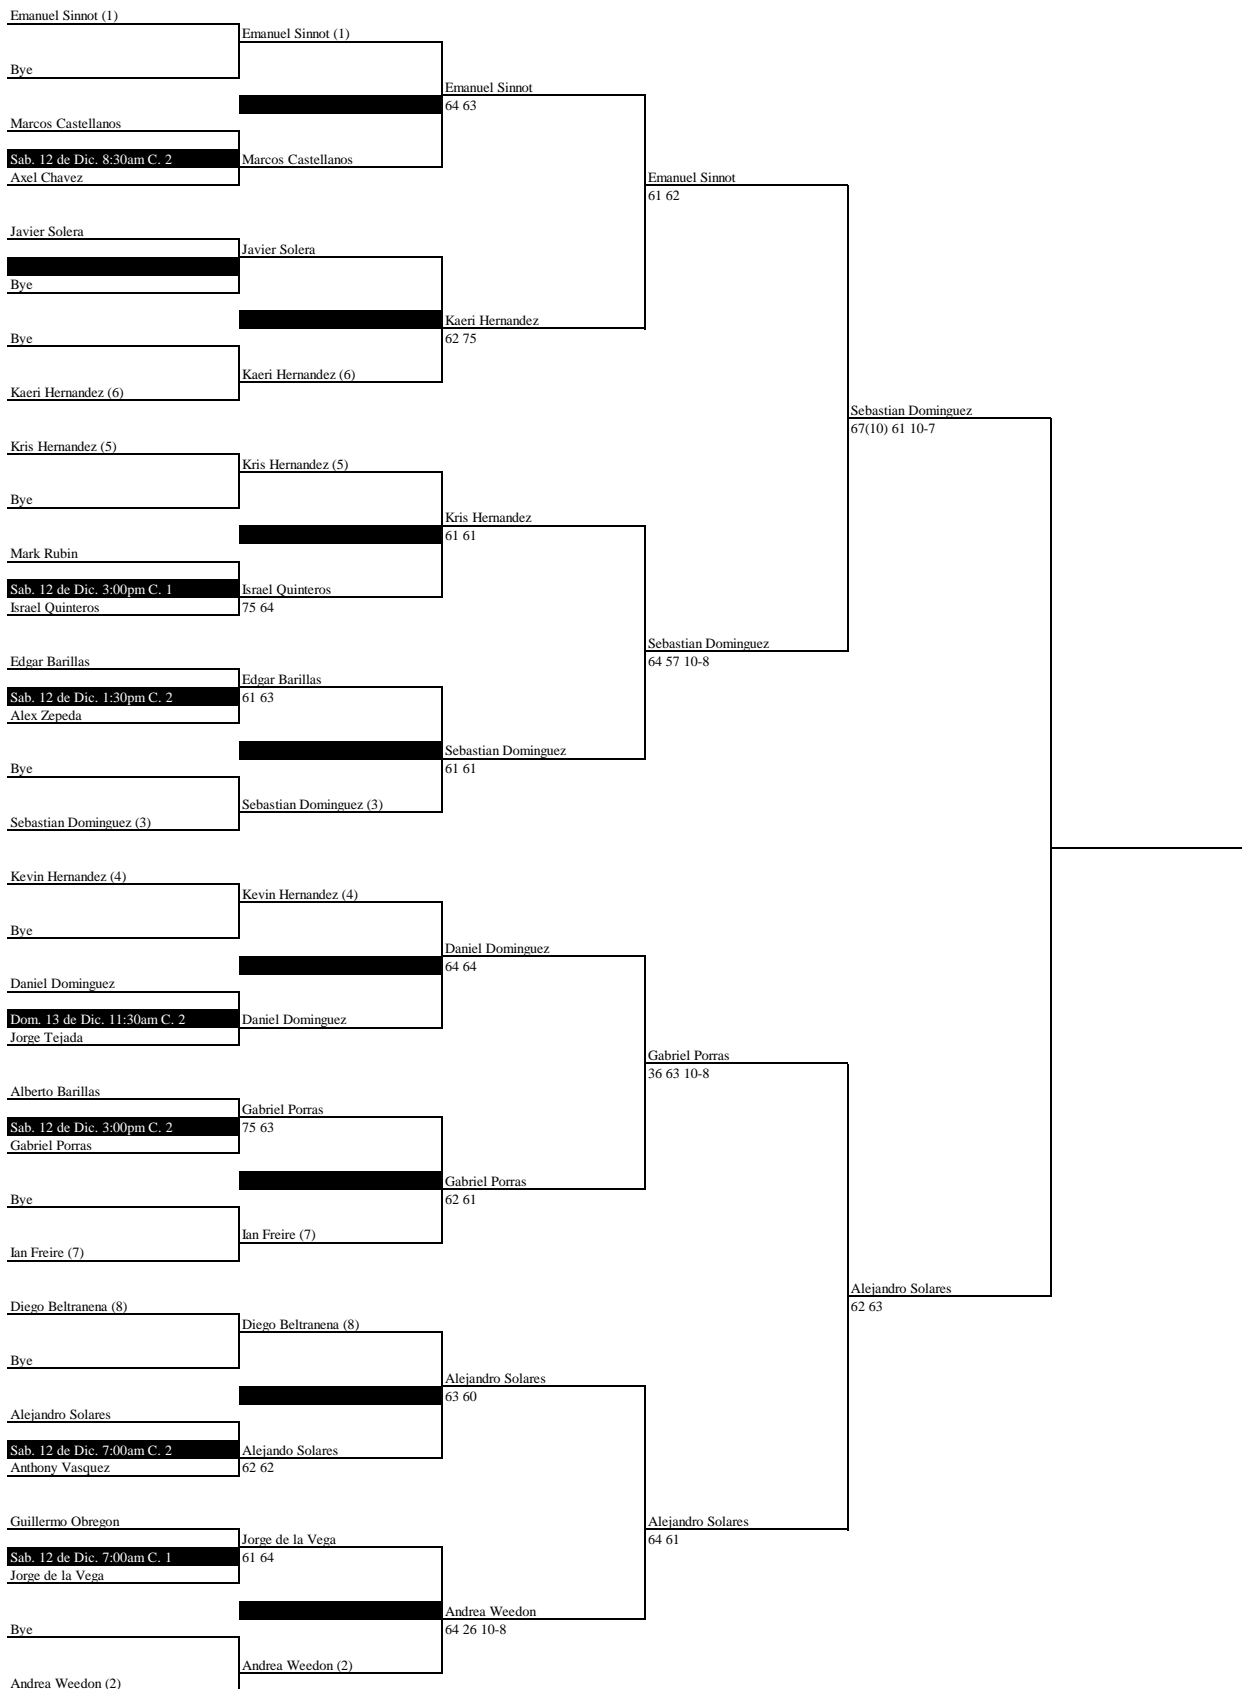 Emanuel Sinnot (1)
Emanuel Sinnot (1)
Bye
Emanuel Sinnot
64 63
Marcos Castellanos
Sab. 12 de Dic. 8:30am C. 2
Marcos Castellanos
Axel Chavez
Emanuel Sinnot
61 62
Javier Solera
Javier Solera
Bye
Kaeri Hernandez
62 75
Bye
Kaeri Hernandez (6)
Kaeri Hernandez (6)
Sebastian Dominguez
67(10) 61 10-7
Kris Hernandez (5)
Kris Hernandez (5)
Bye
Kris Hernandez
61 61
Mark Rubin
Sab. 12 de Dic. 3:00pm C. 1
Israel Quinteros
Israel Quinteros
75 64
Sebastian Dominguez
64 57 10-8
Edgar Barillas
Edgar Barillas
Sab. 12 de Dic. 1:30pm C. 2
61 63
Alex Zepeda
Sebastian Dominguez
61 61
Bye
Sebastian Dominguez (3)
Sebastian Dominguez (3)
Kevin Hernandez (4)
Kevin Hernandez (4)
Bye
Daniel Dominguez
64 64
Daniel Dominguez
Dom. 13 de Dic. 11:30am C. 2
Daniel Dominguez
Jorge Tejada
Gabriel Porras
36 63 10-8
Alberto Barillas
Gabriel Porras
Sab. 12 de Dic. 3:00pm C. 2
75 63
Gabriel Porras
Gabriel Porras
62 61
Bye
Ian Freire (7)
Ian Freire (7)
Alejandro Solares
62 63
Diego Beltranena (8)
Diego Beltranena (8)
Bye
Alejandro Solares
63 60
Alejandro Solares
Sab. 12 de Dic. 7:00am C. 2
Alejando Solares
Anthony Vasquez
62 62
Guillermo Obregon
Alejandro Solares
64 61
Jorge de la Vega
Sab. 12 de Dic. 7:00am C. 1
61 64
Jorge de la Vega
Andrea Weedon
64 26 10-8
Bye
Andrea Weedon (2)
Andrea Weedon (2)